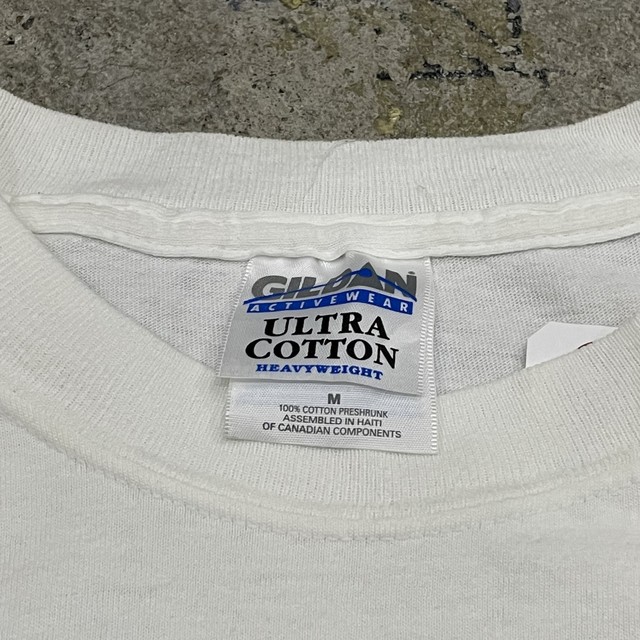 GILDAN
ACTIVEWEAR
ULTRA
COTTON
HEAVYWEIGHT
M
100% COTTON PRESHRUNK
ASSEMBLED IN HAITI
OF CANADIAN COMPONENTS